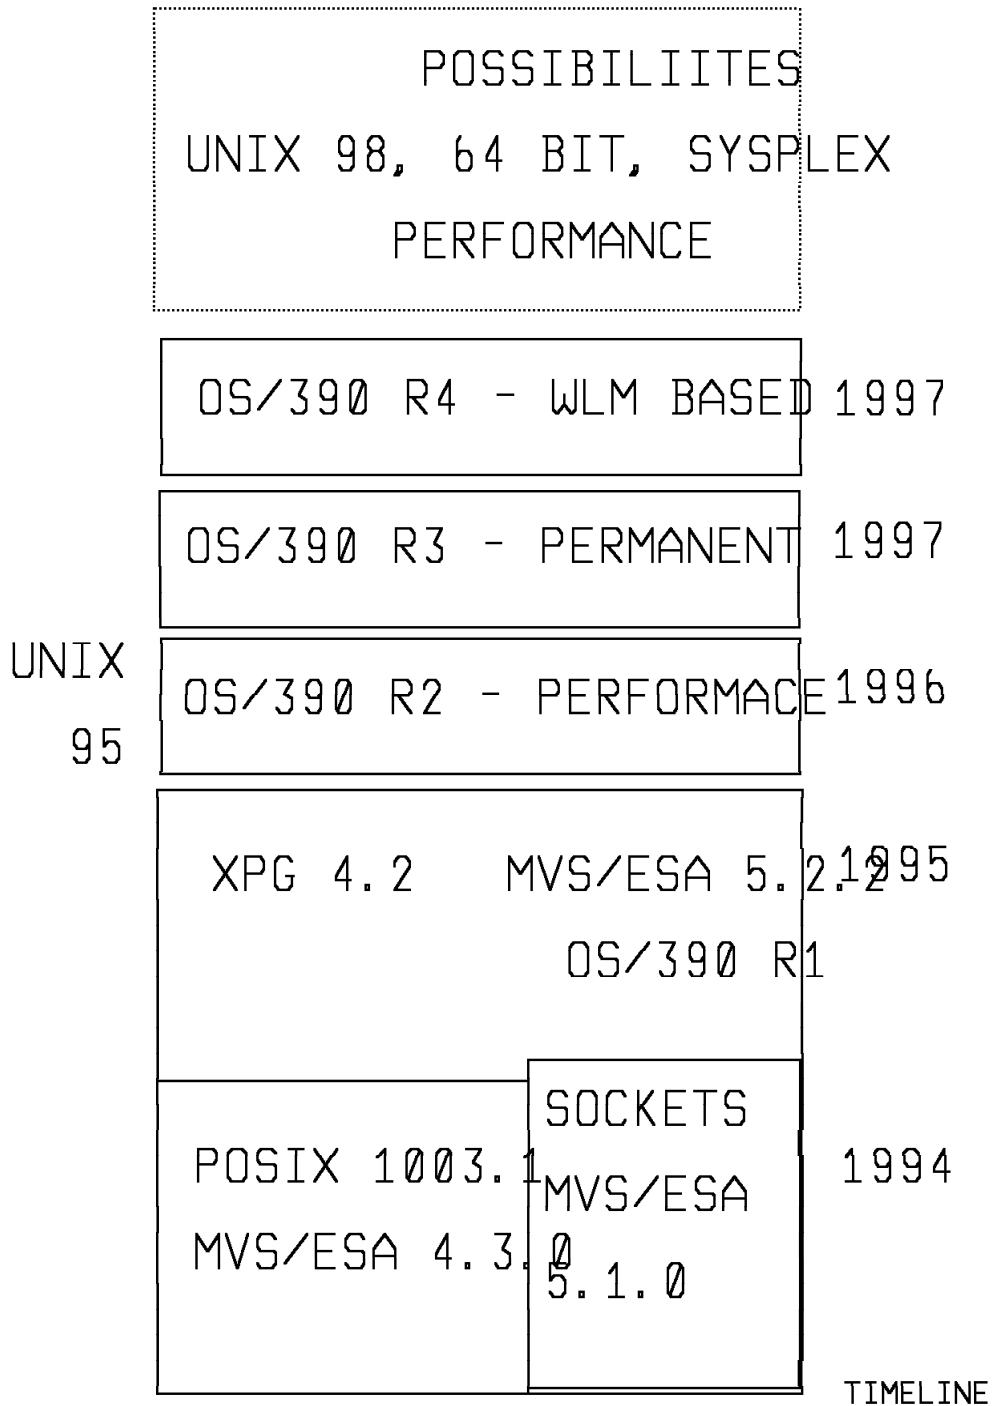 POSSIBILIITES
UNIX 98, 64 BIT, SYSPLEX
PERFORMANCE
OS/390 R4 - WLM BASED 1997
OS/390 R3 - PERMANENT 1997
UNIX
95
OS/390 R2 - PERFORMACE 1996
XPG 4.2 MVS/ESA 5.2.2 1995
OS/390 R1
POSIX 1003.1
MVS/ESA 4.3.0
SOCKETS
MVS/ESA
5.1.0
1994
TIMELINE